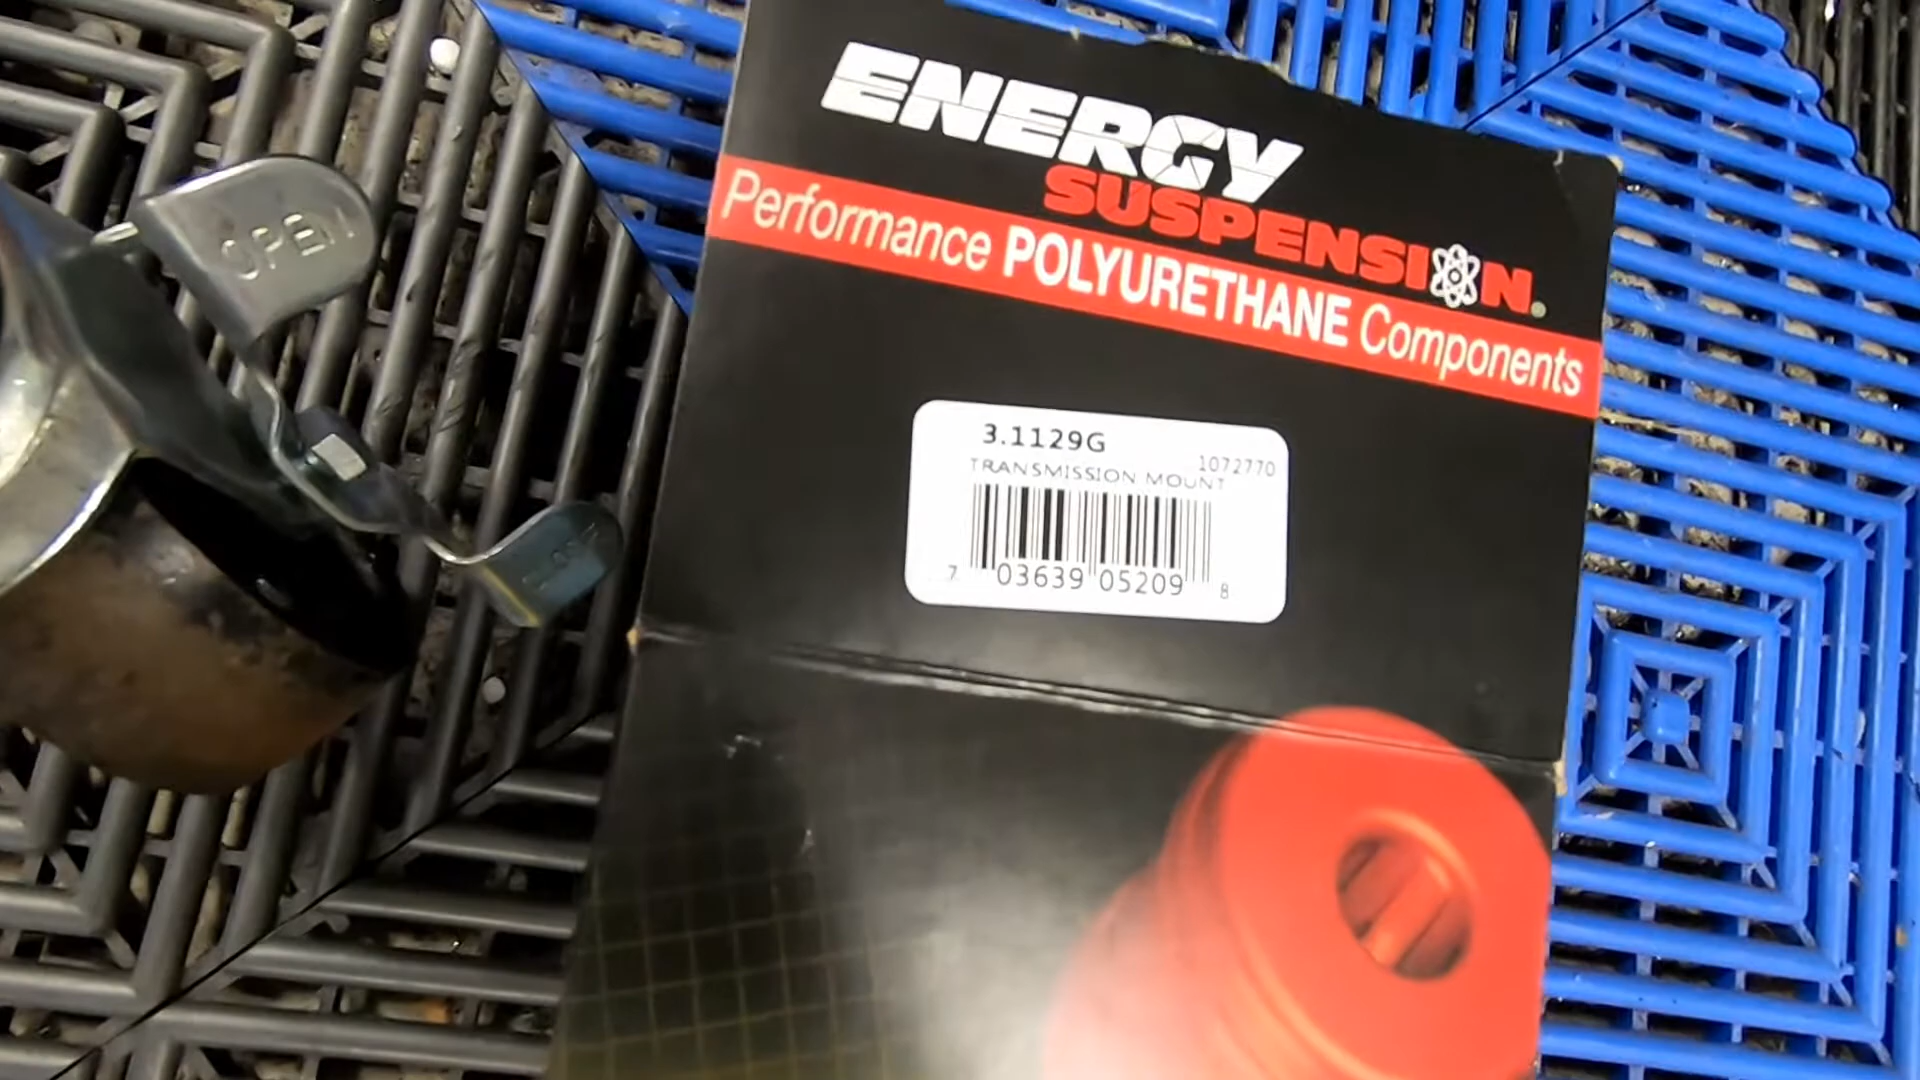 ENERGY
SUSPENSION.
Performance POLYURETHANE Components
3.1129G
1072770
TRANSMISSION MOUNT
7 03639 05209 8
OPEN